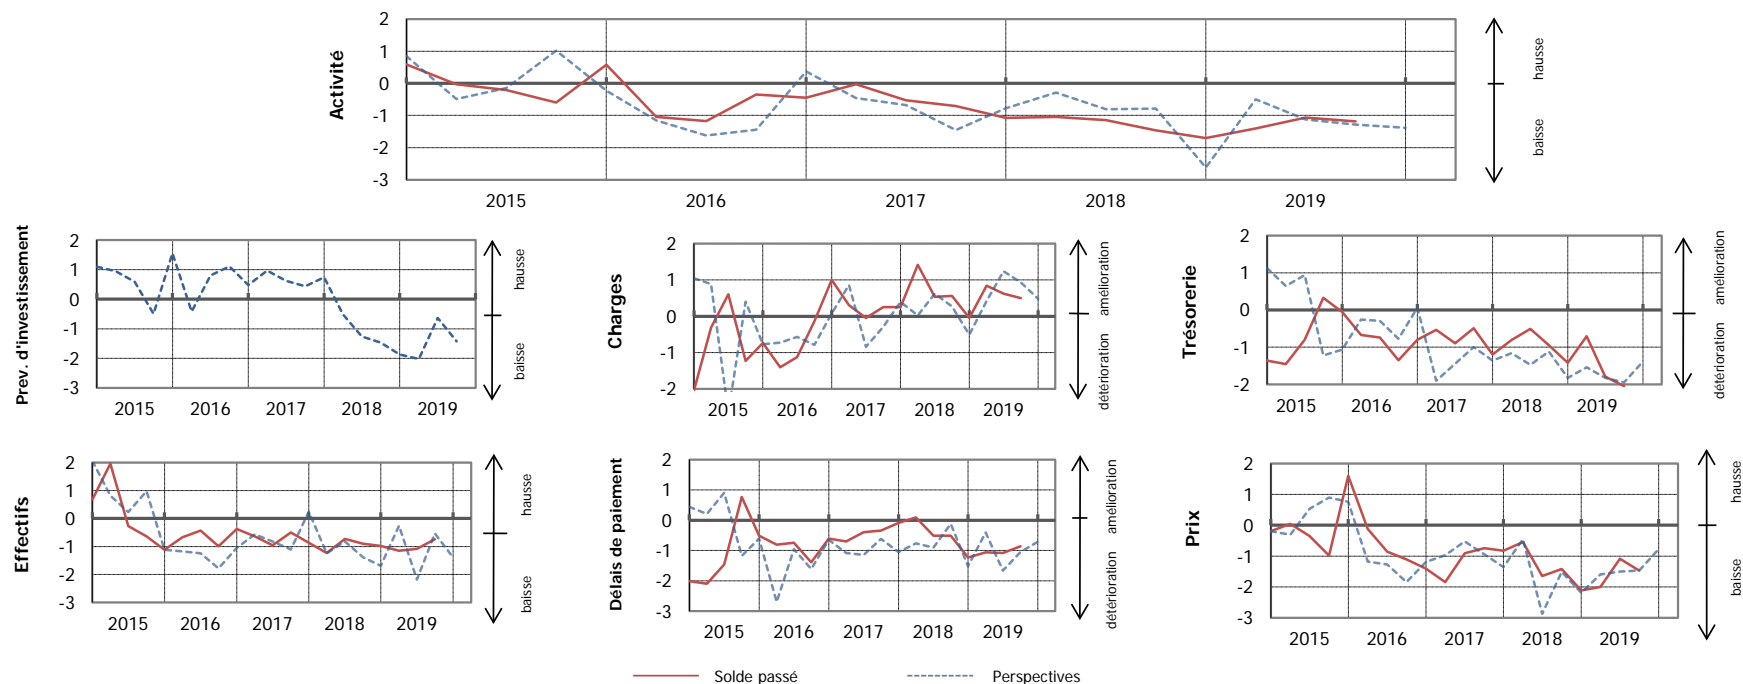 Activité
2
1
0
-1
-2
-3
2015 2016 2017 2018 2019
hausse
baisse
Prev. d'investissement
2
1
0
-1
-2
-3
2015 2016 2017 2018 2019
hausse
baisse
Charges
2
1
0
-1
-2
2015 2016 2017 2018 2019
amélioration
détérioration
Trésorerie
2
1
0
-1
-2
2015 2016 2017 2018 2019
amélioration
détérioration
Effectifs
2
1
0
-1
-2
-3
2015 2016 2017 2018 2019
hausse
baisse
Délais de paiement
2
1
0
-1
-2
-3
2015 2016 2017 2018 2019
amélioration
détérioration
Prix
2
1
0
-1
-2
-3
2015 2016 2017 2018 2019
hausse
baisse
Solde passé Perspectives